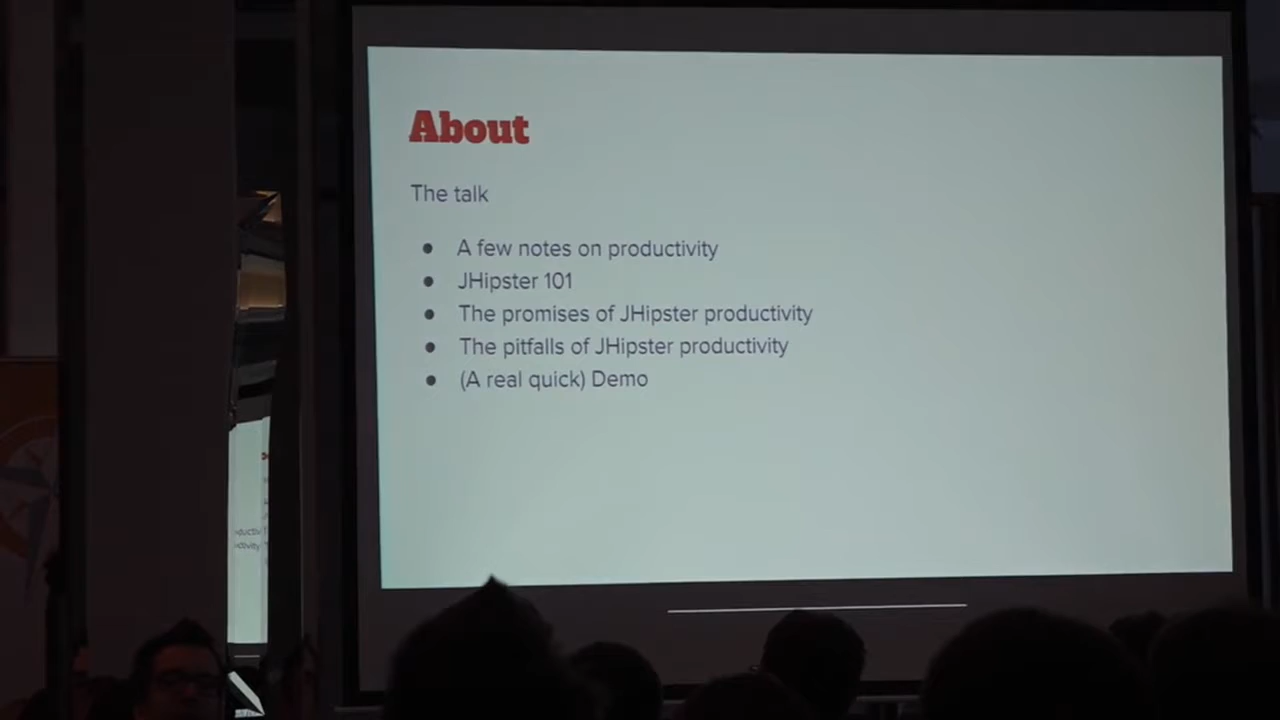 About
The talk
● A few notes on productivity
● JHipster 101
● The promises of JHipster productivity
● The pitfalls of JHipster productivity
● (A real quick) Demo